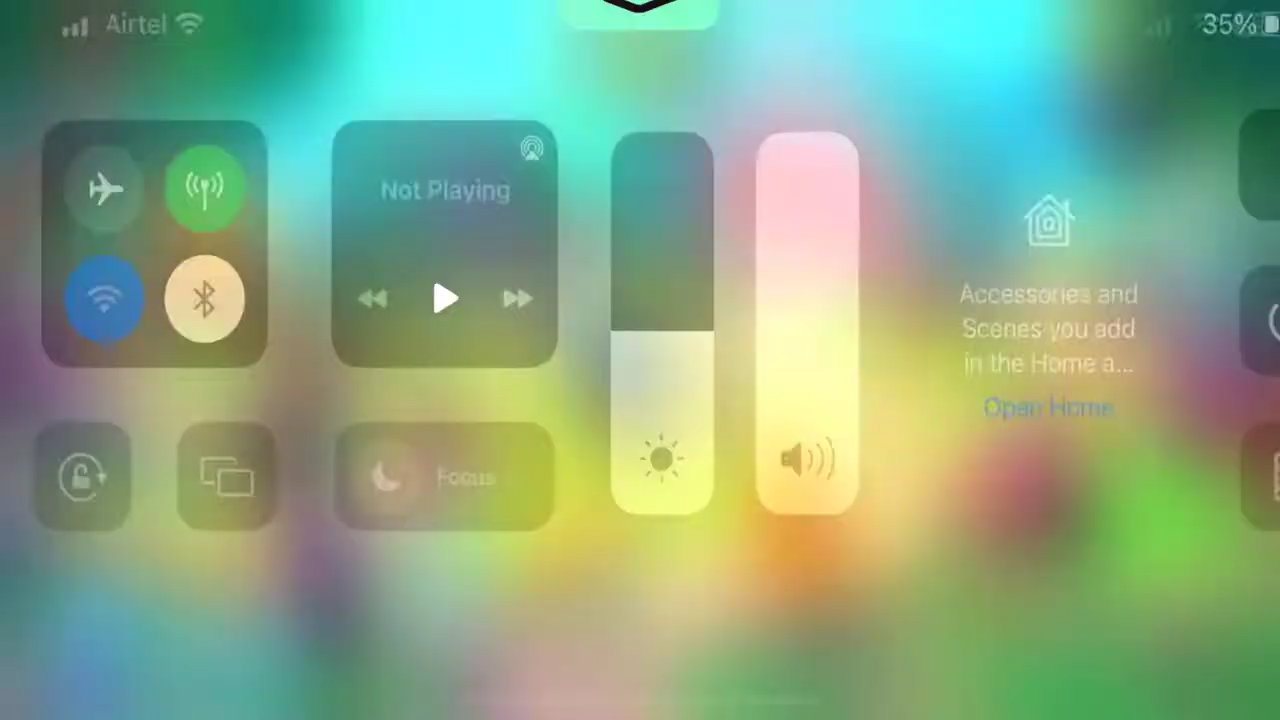 Airtel
35%
Not Playing
Accessories and
Scenes you add
in the Home a...
Open Home
Focus